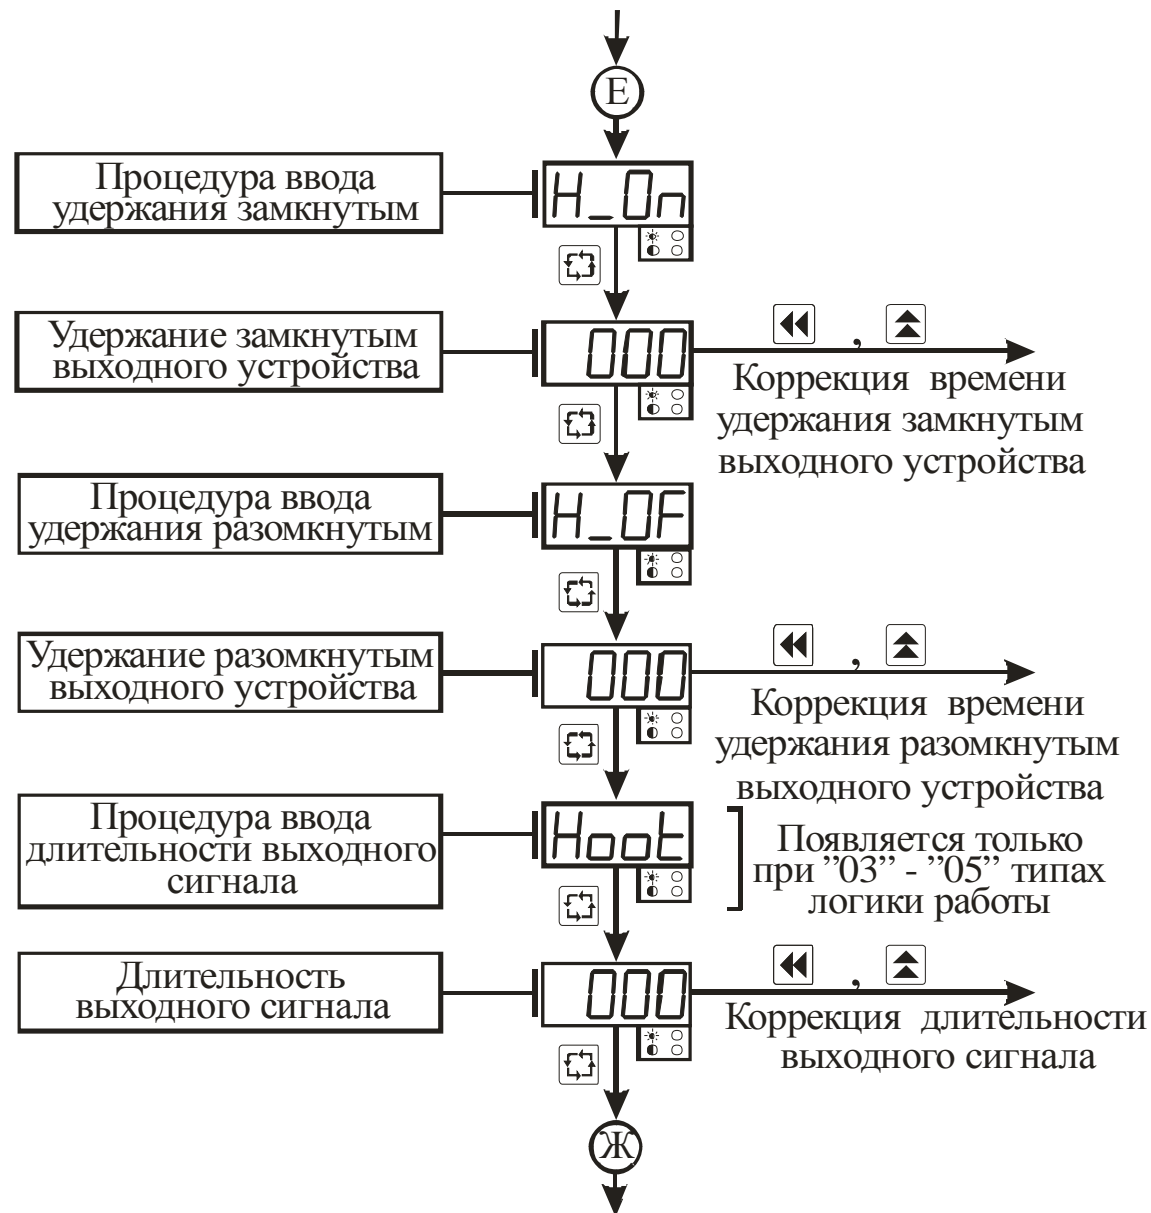 Е
Процедура ввода
удержания замкнутым
H_On
Удержание замкнутым
выходного устройства
000
,
Коррекция времени
удержания замкнутым
выходного устройства
Процедура ввода
удержания разомкнутым
H_OF
Удержание разомкнутым
выходного устройства
000
,
Коррекция времени
удержания разомкнутым
выходного устройства
Процедура ввода
длительности выходного
сигнала
Hoot
Появляется только
при ”03” - ”05” типах
логики работы
Длительность
выходного сигнала
000
,
Коррекция длительности
выходного сигнала
Ж